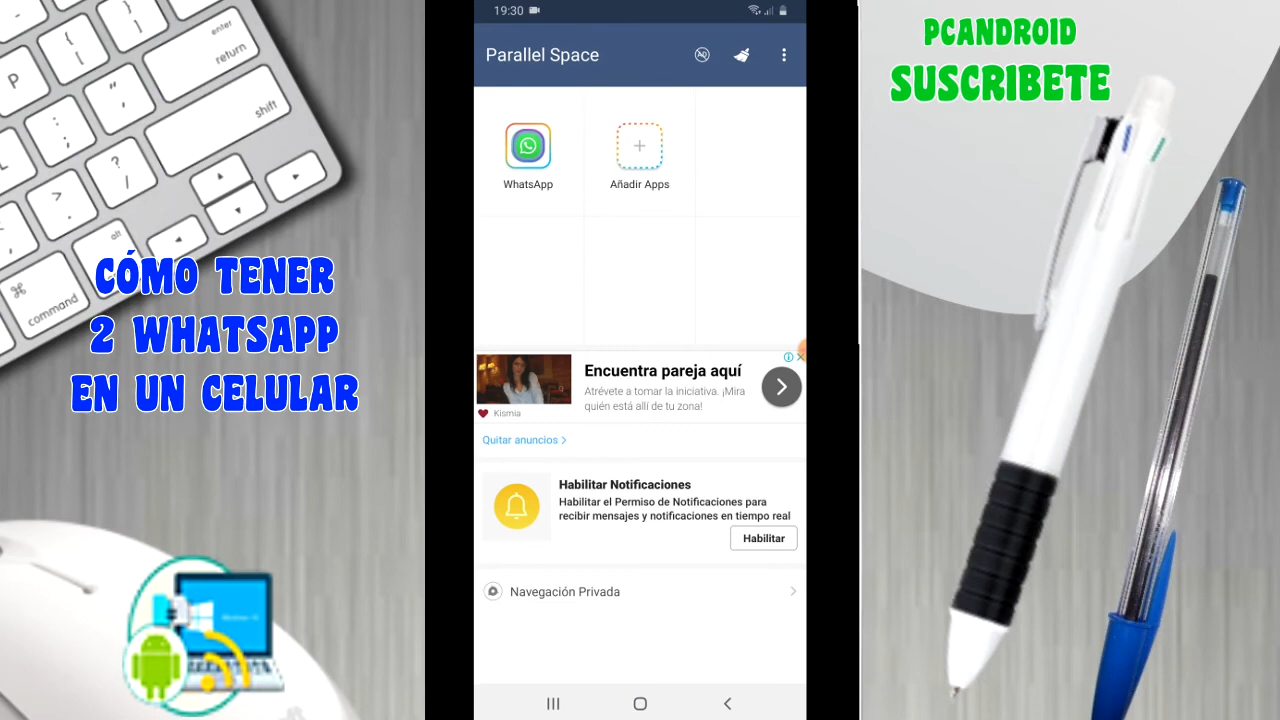 enter
return
P
{
[
}
]
"
'
shift
:
;
?
/
>
.
alt
⌘
command
CÓMO TENER
2 WHATSAPP
EN UN CELULAR
19:30
Parallel Space
AD
WhatsApp
Añadir Apps
Encuentra pareja aquí
Atrévete a tomar la iniciativa. ¡Mira
quién está allí de tu zona!
Kismia
Quitar anuncios >
Habilitar Notificaciones
Habilitar el Permiso de Notificaciones para
recibir mensajes y notificaciones en tiempo real
Habilitar
Navegación Privada
PCANDROID
SUSCRIBETE